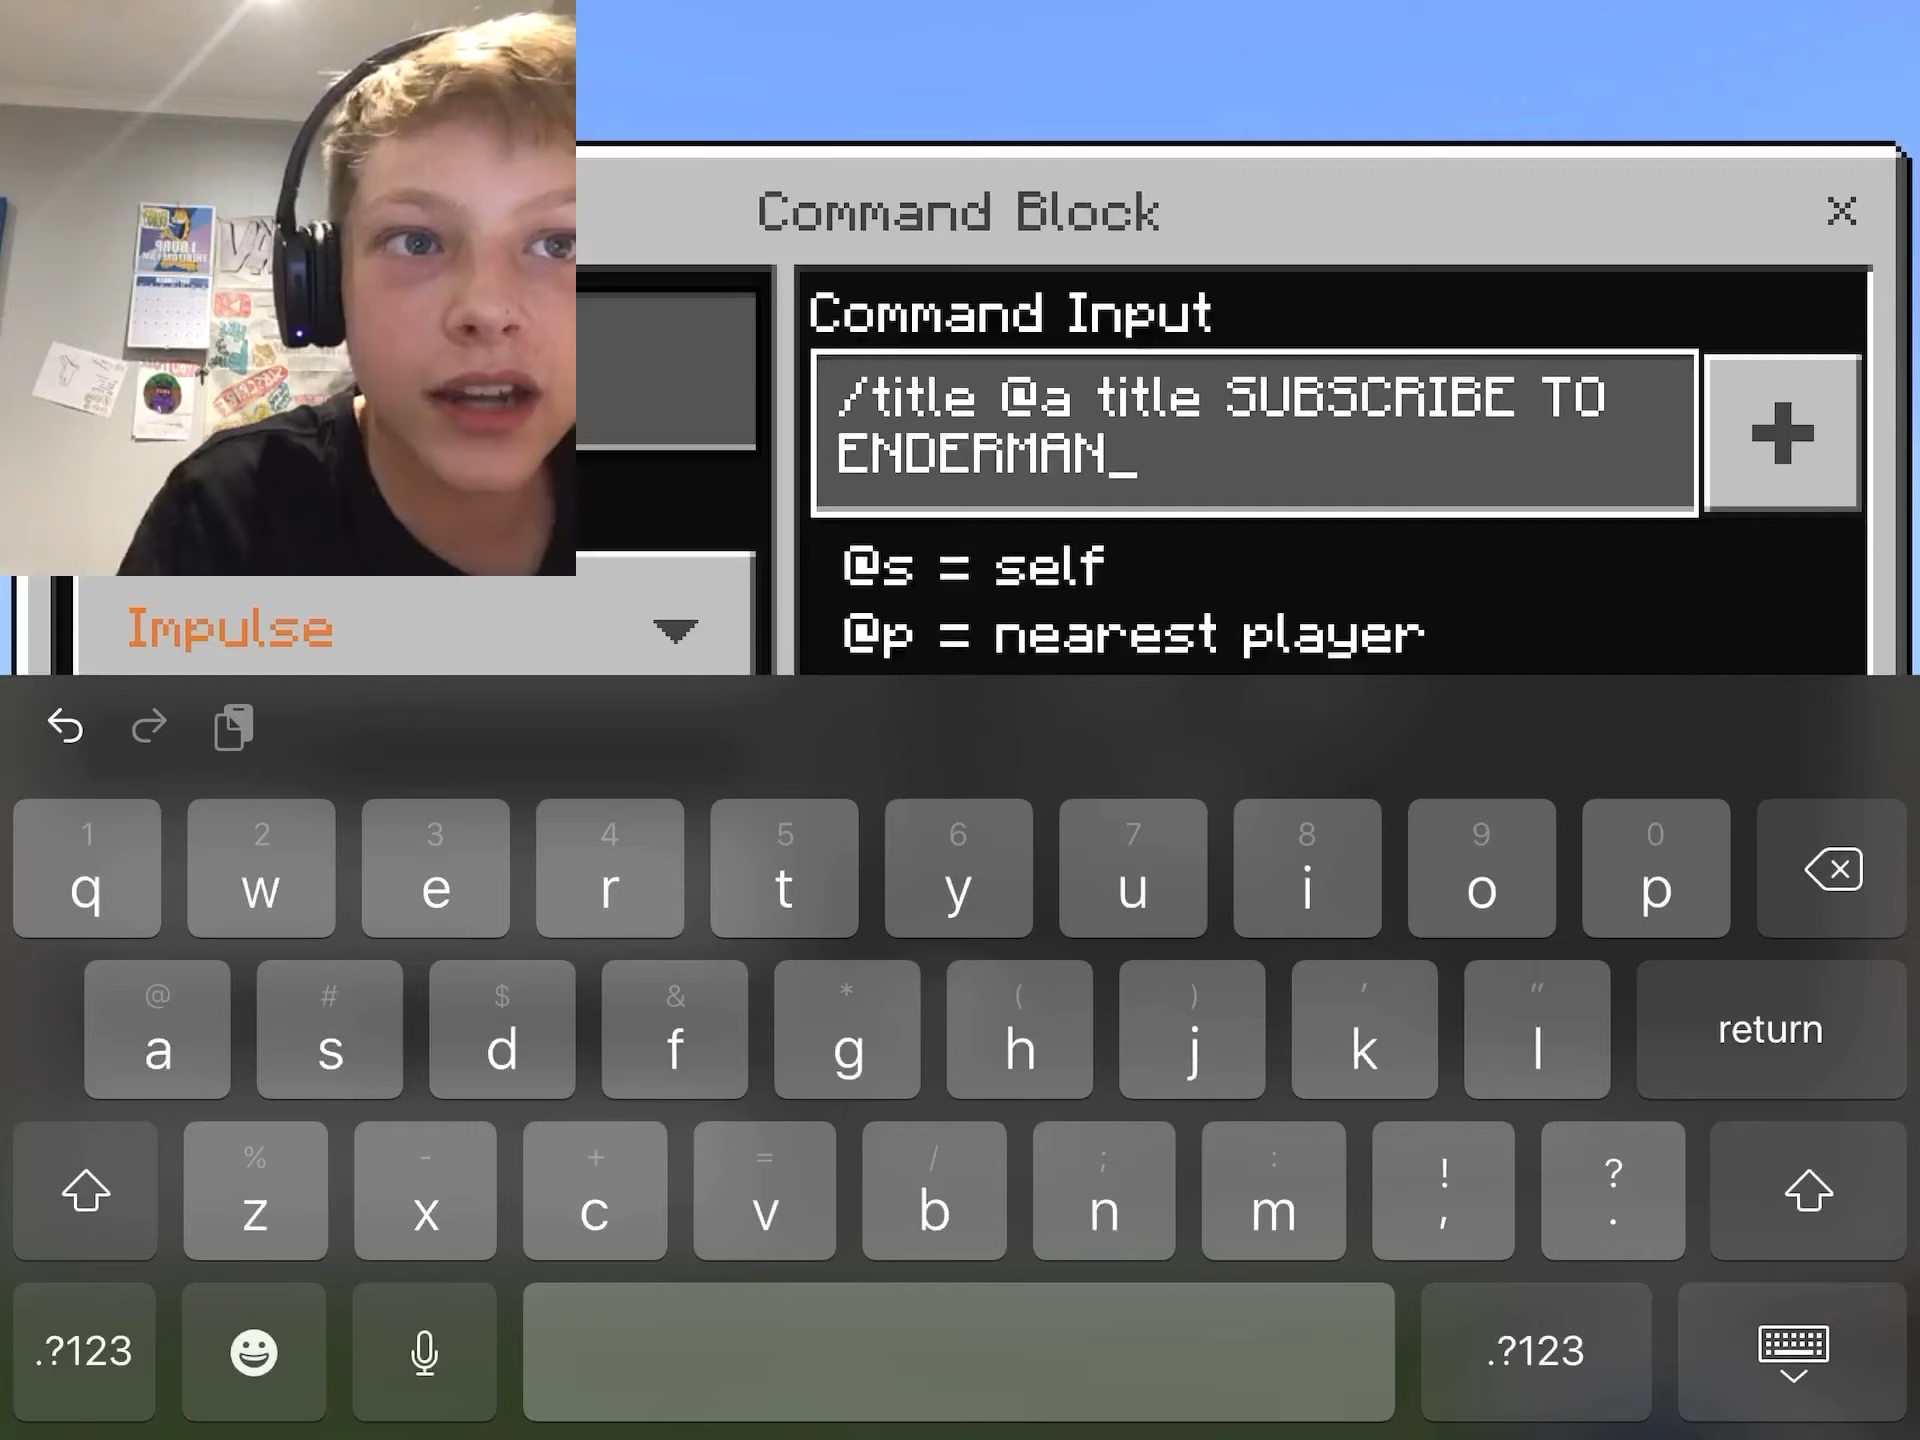 Command Block
Command Input
/title @a title SUBSCRIBE TO
ENDERMAN_
@s = self
@p = nearest player
Impulse
1 2 3 4 5 6 7 8 9 0
q w e r t y u i o p
@ # $ & * ( ) ' "
a s d f g h j k l return
% - + = / ; : ! ?
z x c v b n m , .
.?123 .?123